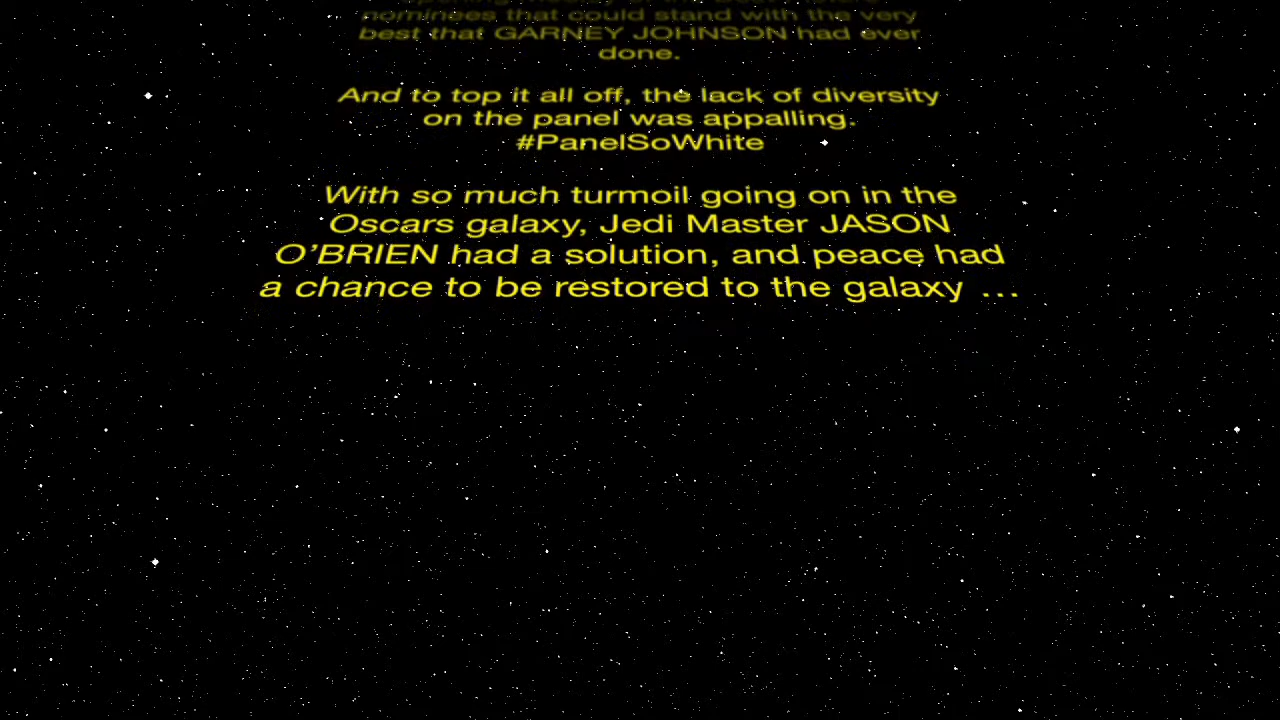 nominees that could stand with the very
best that GARNEY JOHNSON had ever
done.
And to top it all off, the lack of diversity
on the panel was appalling.
#PanelSoWhite
With so much turmoil going on in the
Oscars galaxy, Jedi Master JASON
O’BRIEN had a solution, and peace had
a chance to be restored to the galaxy …